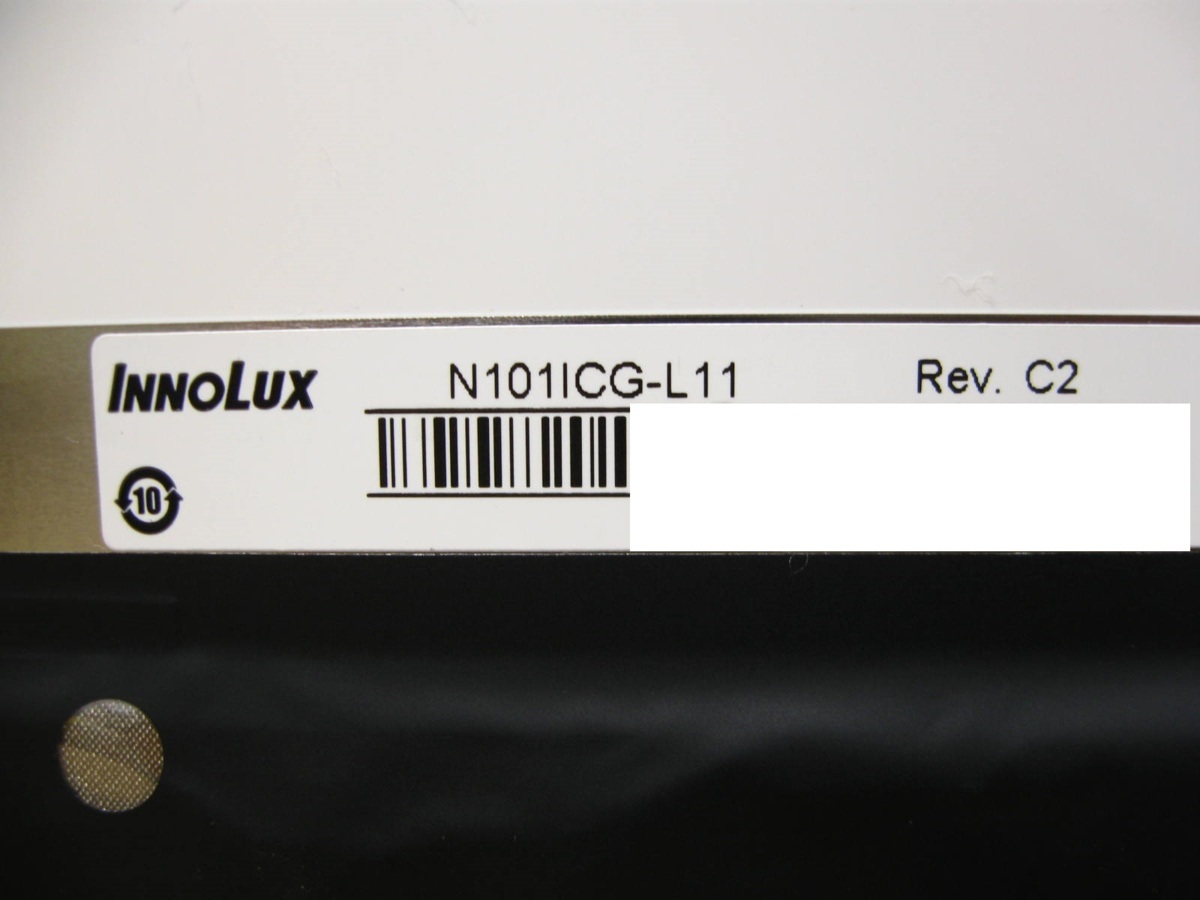 INNOLUX N101ICG-L11 Rev. C2
10